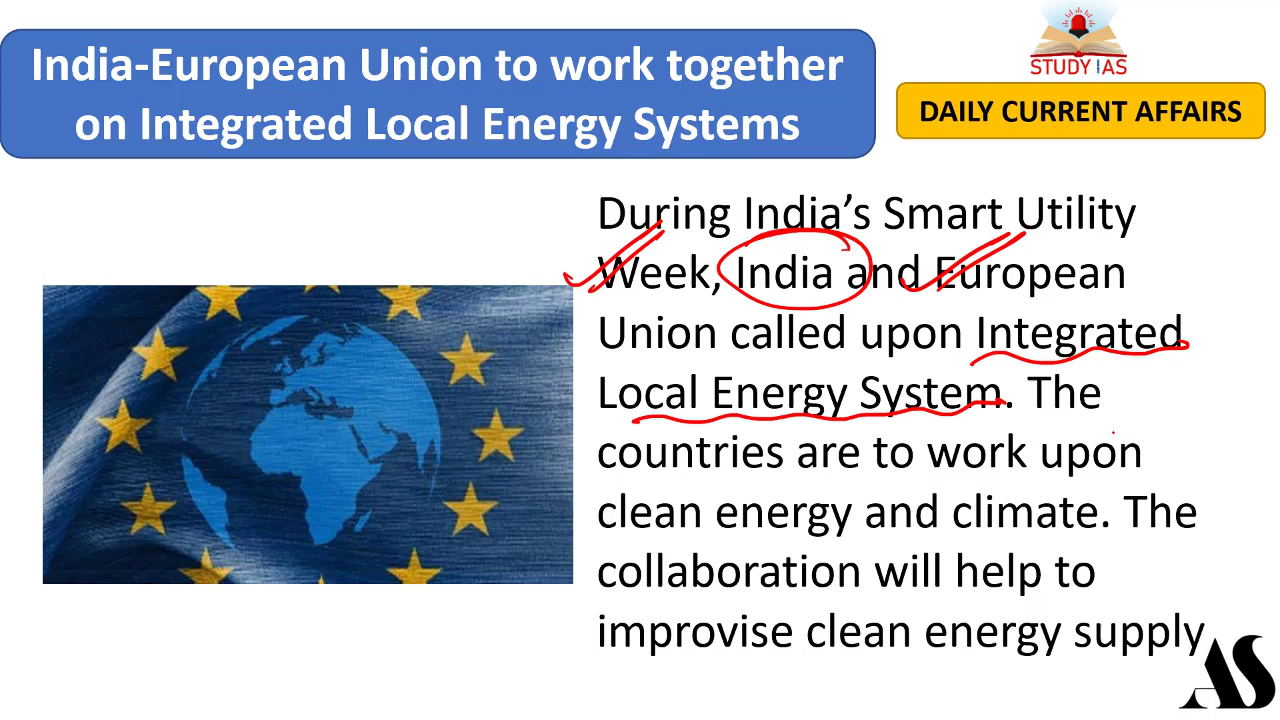 India-European Union to work together
on Integrated Local Energy Systems
STUDY IAS
DAILY CURRENT AFFAIRS
During India’s Smart Utility
Week, India and European
Union called upon Integrated
Local Energy System. The
countries are to work upon
clean energy and climate. The
collaboration will help to
improvise clean energy supply
AS